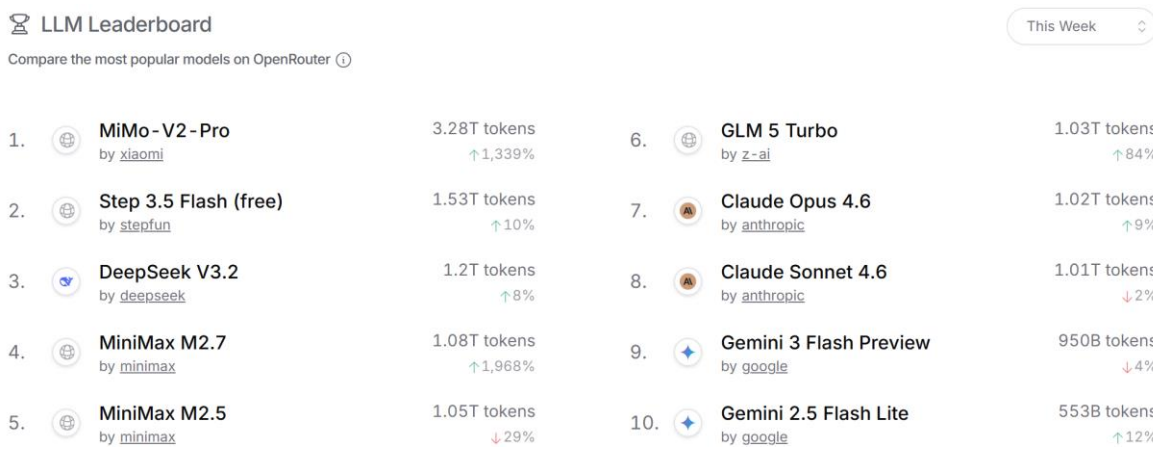 LLM Leaderboard
This Week
Compare the most popular models on OpenRouter
1. MiMo-V2-Pro 3.28T tokens
by xiaomi ↑1,339%
2. Step 3.5 Flash (free) 1.53T tokens
by stepfun ↑10%
3. DeepSeek V3.2 1.2T tokens
by deepseek ↑8%
4. MiniMax M2.7 1.08T tokens
by minimax ↑1,968%
5. MiniMax M2.5 1.05T tokens
by minimax ↓29%
6. GLM 5 Turbo 1.03T tokens
by z-ai ↑84%
7. Claude Opus 4.6 1.02T tokens
by anthropic ↑9%
8. Claude Sonnet 4.6 1.01T tokens
by anthropic ↓2%
9. Gemini 3 Flash Preview 950B tokens
by google ↓4%
10. Gemini 2.5 Flash Lite 553B tokens
by google ↑12%